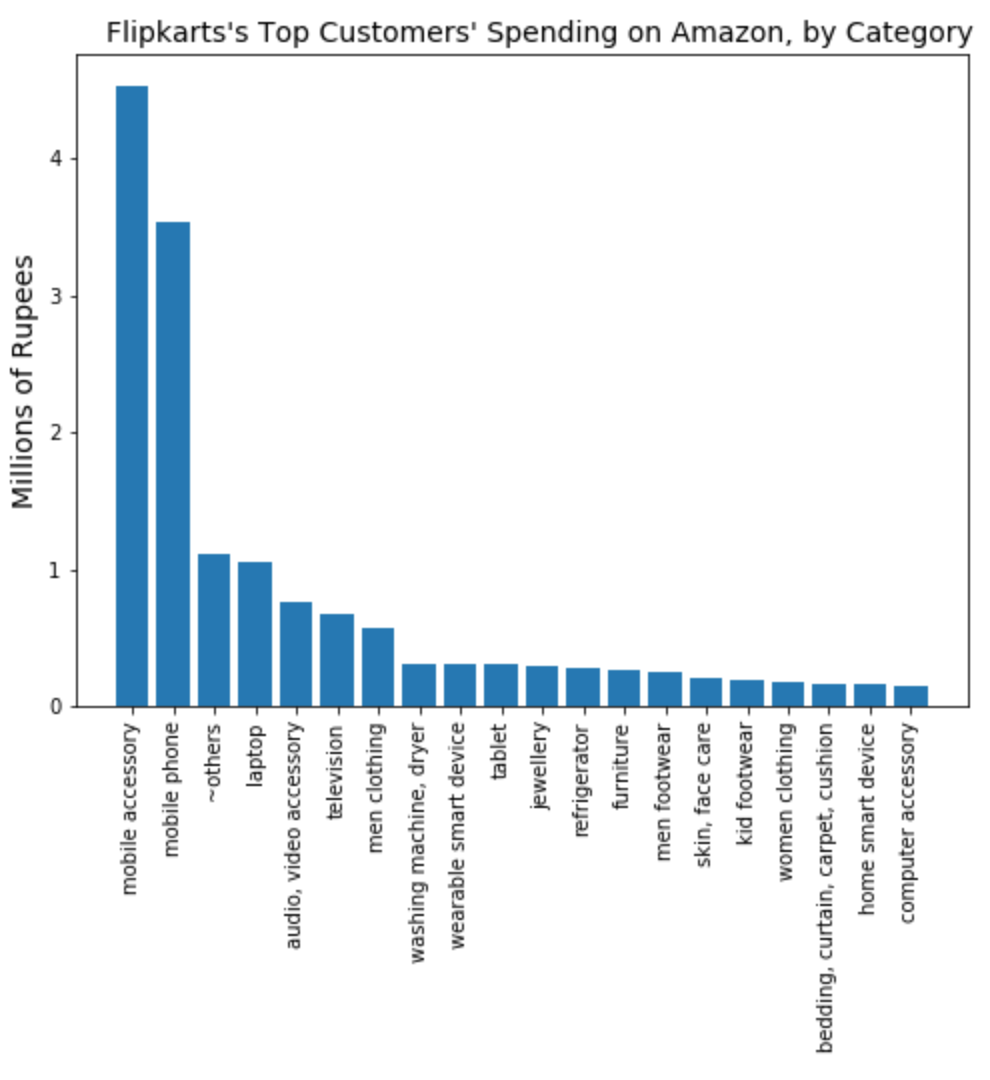 Flipkarts's Top Customers' Spending on Amazon, by Category
Millions of Rupees
4
3
2
1
0
mobile accessory
mobile phone
~others
laptop
audio, video accessory
television
men clothing
washing machine, dryer
wearable smart device
tablet
jewellery
refrigerator
furniture
men footwear
skin, face care
kid footwear
women clothing
bedding, curtain, carpet, cushion
home smart device
computer accessory